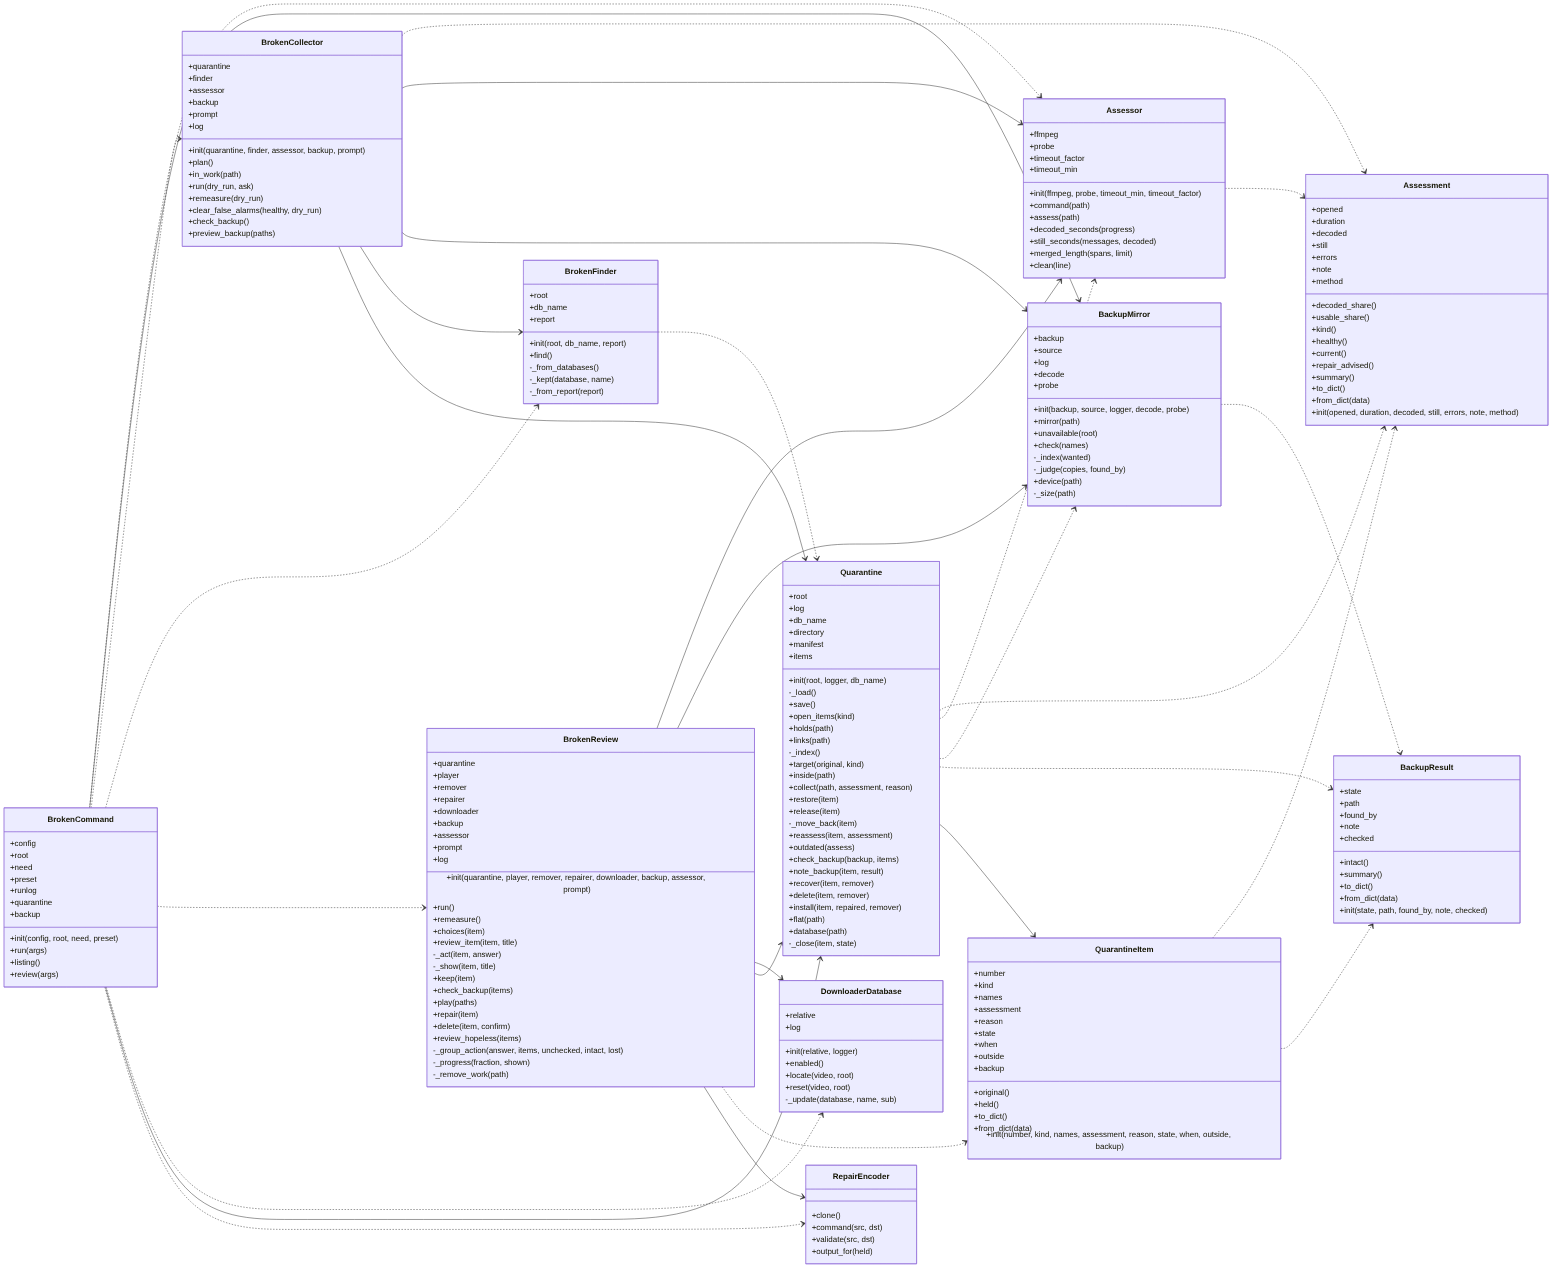 BrokenCollector
+quarantine
+finder
+assessor
+backup
+prompt
+log
+init(quarantine, finder, assessor, backup, prompt)
+plan()
+in_work(path)
+run(dry_run, ask)
+remeasure(dry_run)
+clear_false_alarms(healthy, dry_run)
+check_backup()
+preview_backup(paths)
Assessor
+ffmpeg
+probe
+timeout_factor
+timeout_min
+init(ffmpeg, probe, timeout_min, timeout_factor)
+command(path)
+assess(path)
+decoded_seconds(progress)
+still_seconds(messages, decoded)
+merged_length(spans, limit)
+clean(line)
Assessment
+opened
+duration
+decoded
+still
+errors
+note
+method
+decoded_share()
+usable_share()
+kind()
+healthy()
+current()
+repair_advised()
+summary()
+to_dict()
+from_dict(data)
+init(opened, duration, decoded, still, errors, note, method)
BrokenFinder
+root
+db_name
+report
+init(root, db_name, report)
+find()
-_from_databases()
-_kept(database, name)
-_from_report(report)
BackupMirror
+backup
+source
+log
+decode
+probe
+init(backup, source, logger, decode, probe)
+mirror(path)
+unavailable(root)
+check(names)
-_index(wanted)
-_judge(copies, found_by)
+device(path)
-_size(path)
Quarantine
+root
+log
+db_name
+directory
+manifest
+items
+init(root, logger, db_name)
-_load()
+save()
+open_items(kind)
+holds(path)
+links(path)
-_index()
+target(original, kind)
+inside(path)
+collect(path, assessment, reason)
+restore(item)
+release(item)
-_move_back(item)
+reassess(item, assessment)
+outdated(assess)
+check_backup(backup, items)
+note_backup(item, result)
+recover(item, remover)
+delete(item, remover)
+install(item, repaired, remover)
+flat(path)
+database(path)
-_close(item, state)
BrokenReview
+quarantine
+player
+remover
+repairer
+downloader
+backup
+assessor
+prompt
+log
+init(quarantine, player, remover, repairer, downloader, backup, assessor,
prompt)
+run()
+remeasure()
+choices(item)
+review_item(item, title)
-_act(item, answer)
-_show(item, title)
+keep(item)
+check_backup(items)
+play(paths)
+repair(item)
+delete(item, confirm)
+review_hopeless(items)
-_group_action(answer, items, unchecked, intact, lost)
-_progress(fraction, shown)
-_remove_work(path)
BackupResult
+state
+path
+found_by
+note
+checked
+intact()
+summary()
+to_dict()
+from_dict(data)
+init(state, path, found_by, note, checked)
BrokenCommand
+config
+root
+need
+preset
+runlog
+quarantine
+backup
+init(config, root, need, preset)
+run(args)
+listing()
+review(args)
QuarantineItem
+number
+kind
+names
+assessment
+reason
+state
+when
+outside
+backup
+original()
+held()
+to_dict()
+from_dict(data)
+init(number, kind, names, assessment, reason, state, when, outside,
backup)
DownloaderDatabase
+relative
+log
+init(relative, logger)
+enabled()
+locate(video, root)
+reset(video, root)
-_update(database, name, sub)
RepairEncoder
+clone()
+command(src, dst)
+validate(src, dst)
+output_for(held)